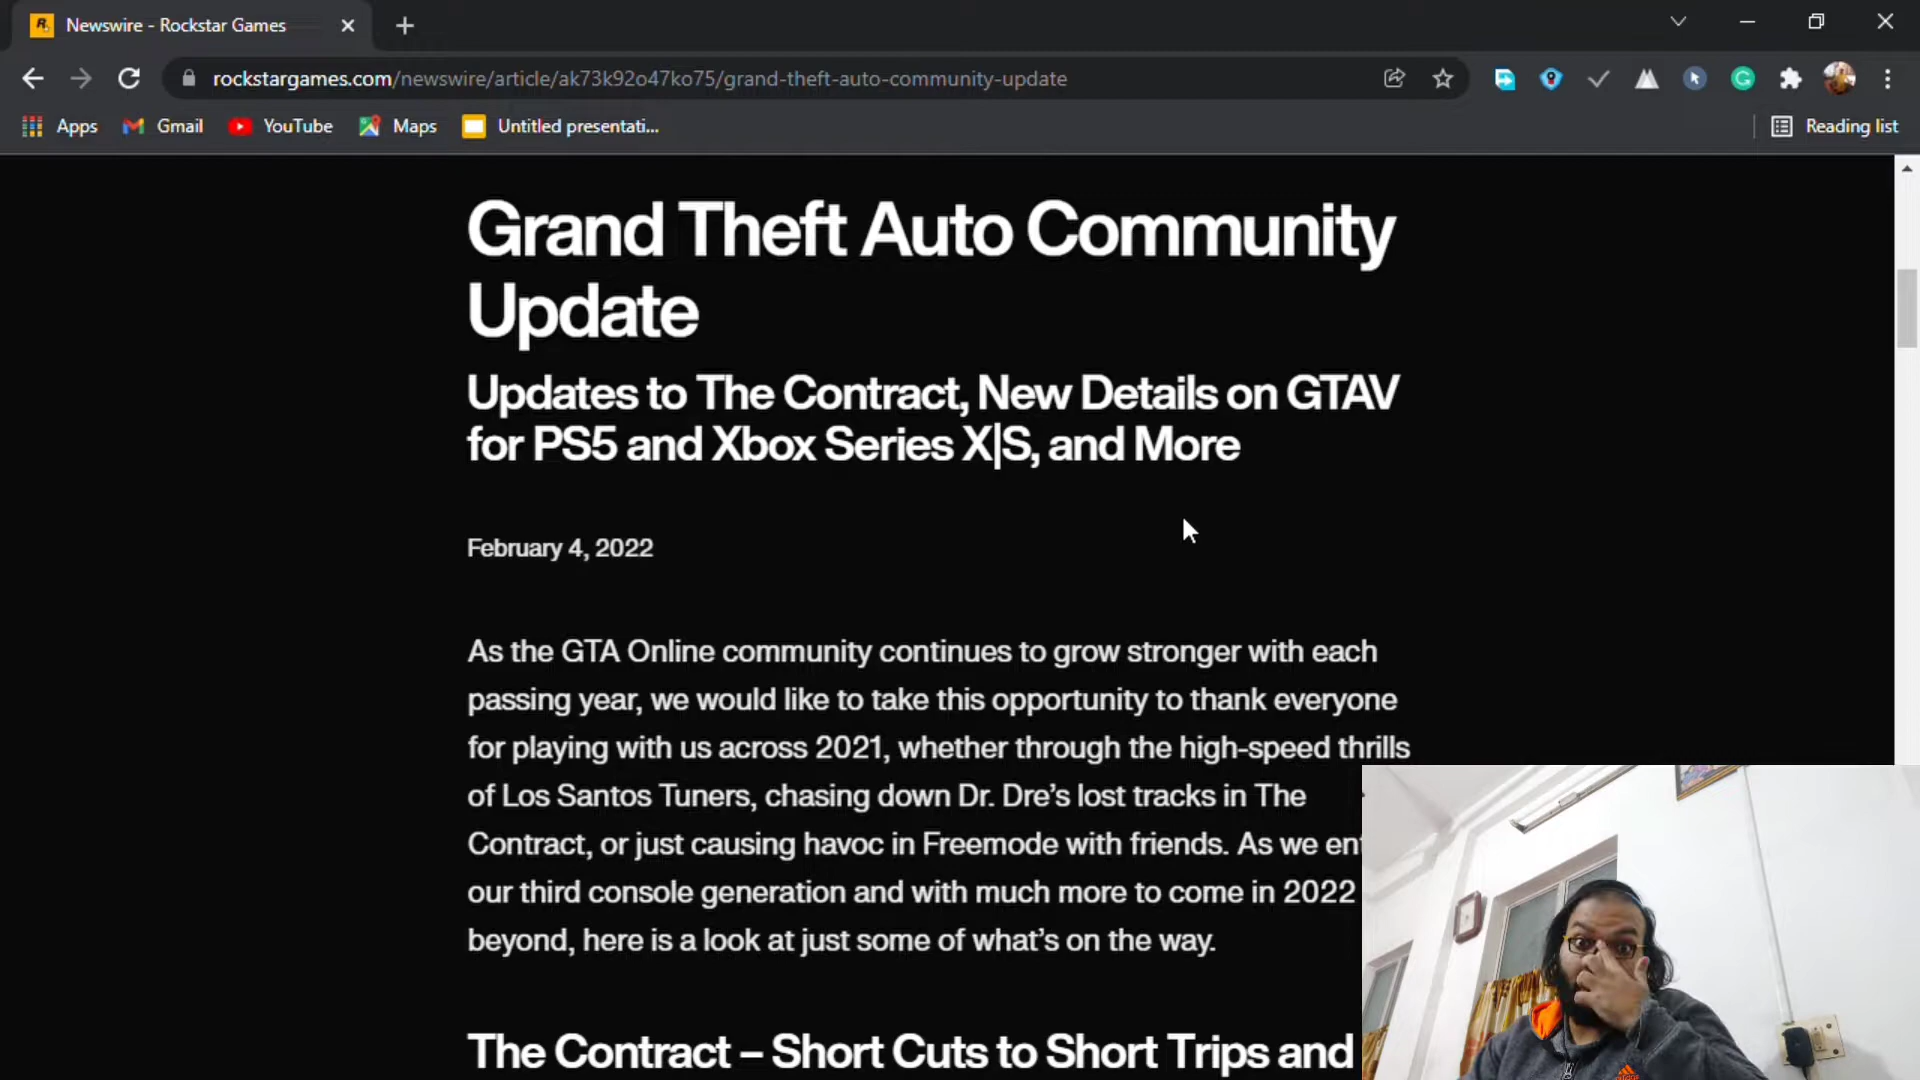 Newswire - Rockstar Games
rockstargames.com/newswire/article/ak73k92o47ko75/grand-theft-auto-community-update
Apps Gmail YouTube Maps Untitled presentati... Reading list
Grand Theft Auto Community
Update
Updates to The Contract, New Details on GTAV
for PS5 and Xbox Series X|S, and More
February 4, 2022
As the GTA Online community continues to grow stronger with each
passing year, we would like to take this opportunity to thank everyone
for playing with us across 2021, whether through the high-speed thrills
of Los Santos Tuners, chasing down Dr. Dre’s lost tracks in The
Contract, or just causing havoc in Freemode with friends. As we
our third console generation and with much more to come in 2022
beyond, here is a look at just some of what’s on the way.
The Contract – Short Cuts to Short Trips and